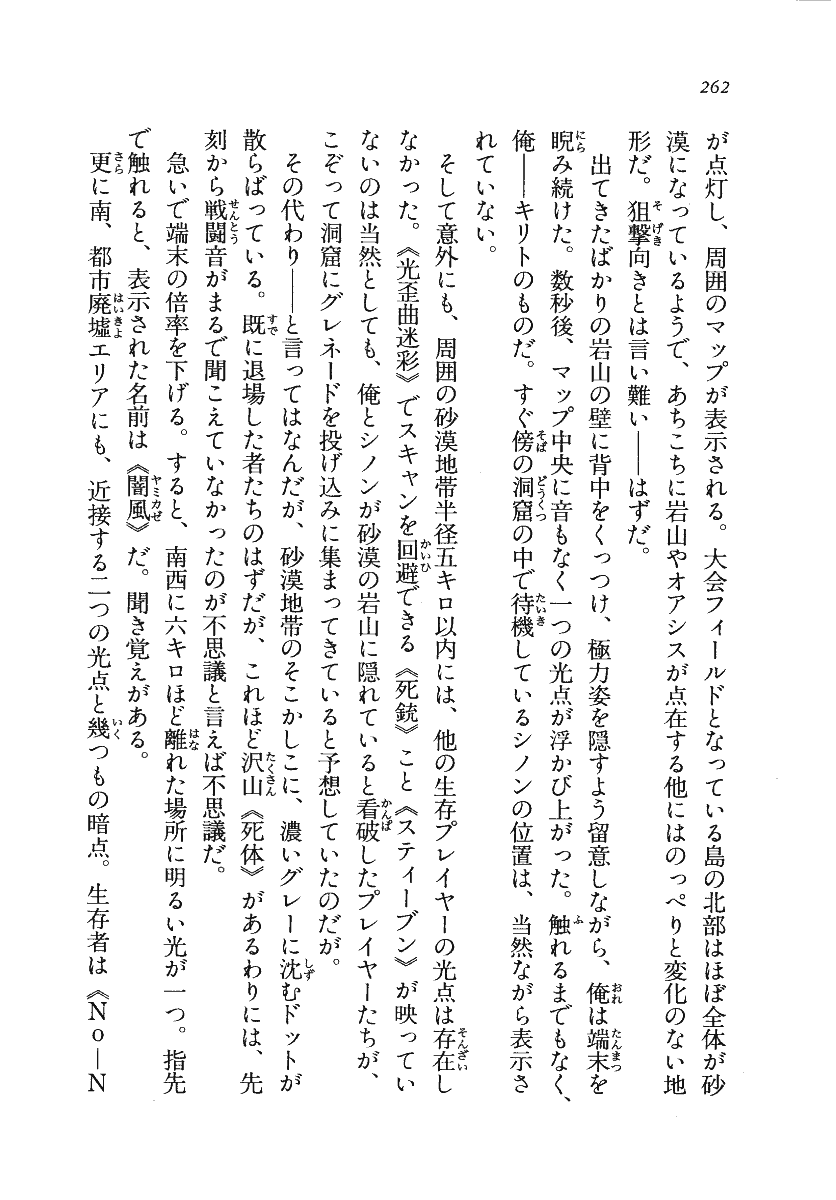 262
が点灯し、周囲のマップが表示される。大会フィールドとなっている島の北部はほぼ全体が砂
漠になっているようで、あちこちに岩山やオアシスが点在する他にはのっぺりと変化のない地
形だ。狙撃向きとは言い難い――はずだ。
出てきたばかりの岩山の壁に背中をくっつけ、極力姿を隠すよう留意しながら、俺は端末を
睨み続けた。数秒後、マップ中央に音もなく一つの光点が浮かび上がった。触れるまでもなく、
俺――キリトのものだ。すぐ傍の洞窟の中で待機しているシノンの位置は、当然ながら表示さ
れていない。
そして意外にも、周囲の砂漠地帯半径五キロ以内には、他の生存プレイヤーの光点は存在し
なかった。《光歪曲迷彩》でスキャンを回避できる《死銃》こと《スティーブン》が映ってい
ないのは当然としても、俺とシノンが砂漠の岩山に隠れていると看破したプレイヤーたちが、
こぞって洞窟にグレネードを投げ込みに集まってきていると予想していたのだが。
その代わり――と言ってはなんだが、砂漠地帯のそこかしこに、濃いグレーに沈むドットが
散らばっている。既に退場した者たちのはずだが、これほど沢山《死体》があるわりには、先
刻から戦闘音がまるで聞こえていなかったのが不思議と言えば不思議だ。
急いで端末の倍率を下げる。すると、南西に六キロほど離れた場所に明るい光が一つ。指先
で触れると、表示された名前は《闇風》だ。聞き覚えがある。
更に南、都市廃墟エリアにも、近接する二つの光点と幾つもの暗点。生存者は《No―N